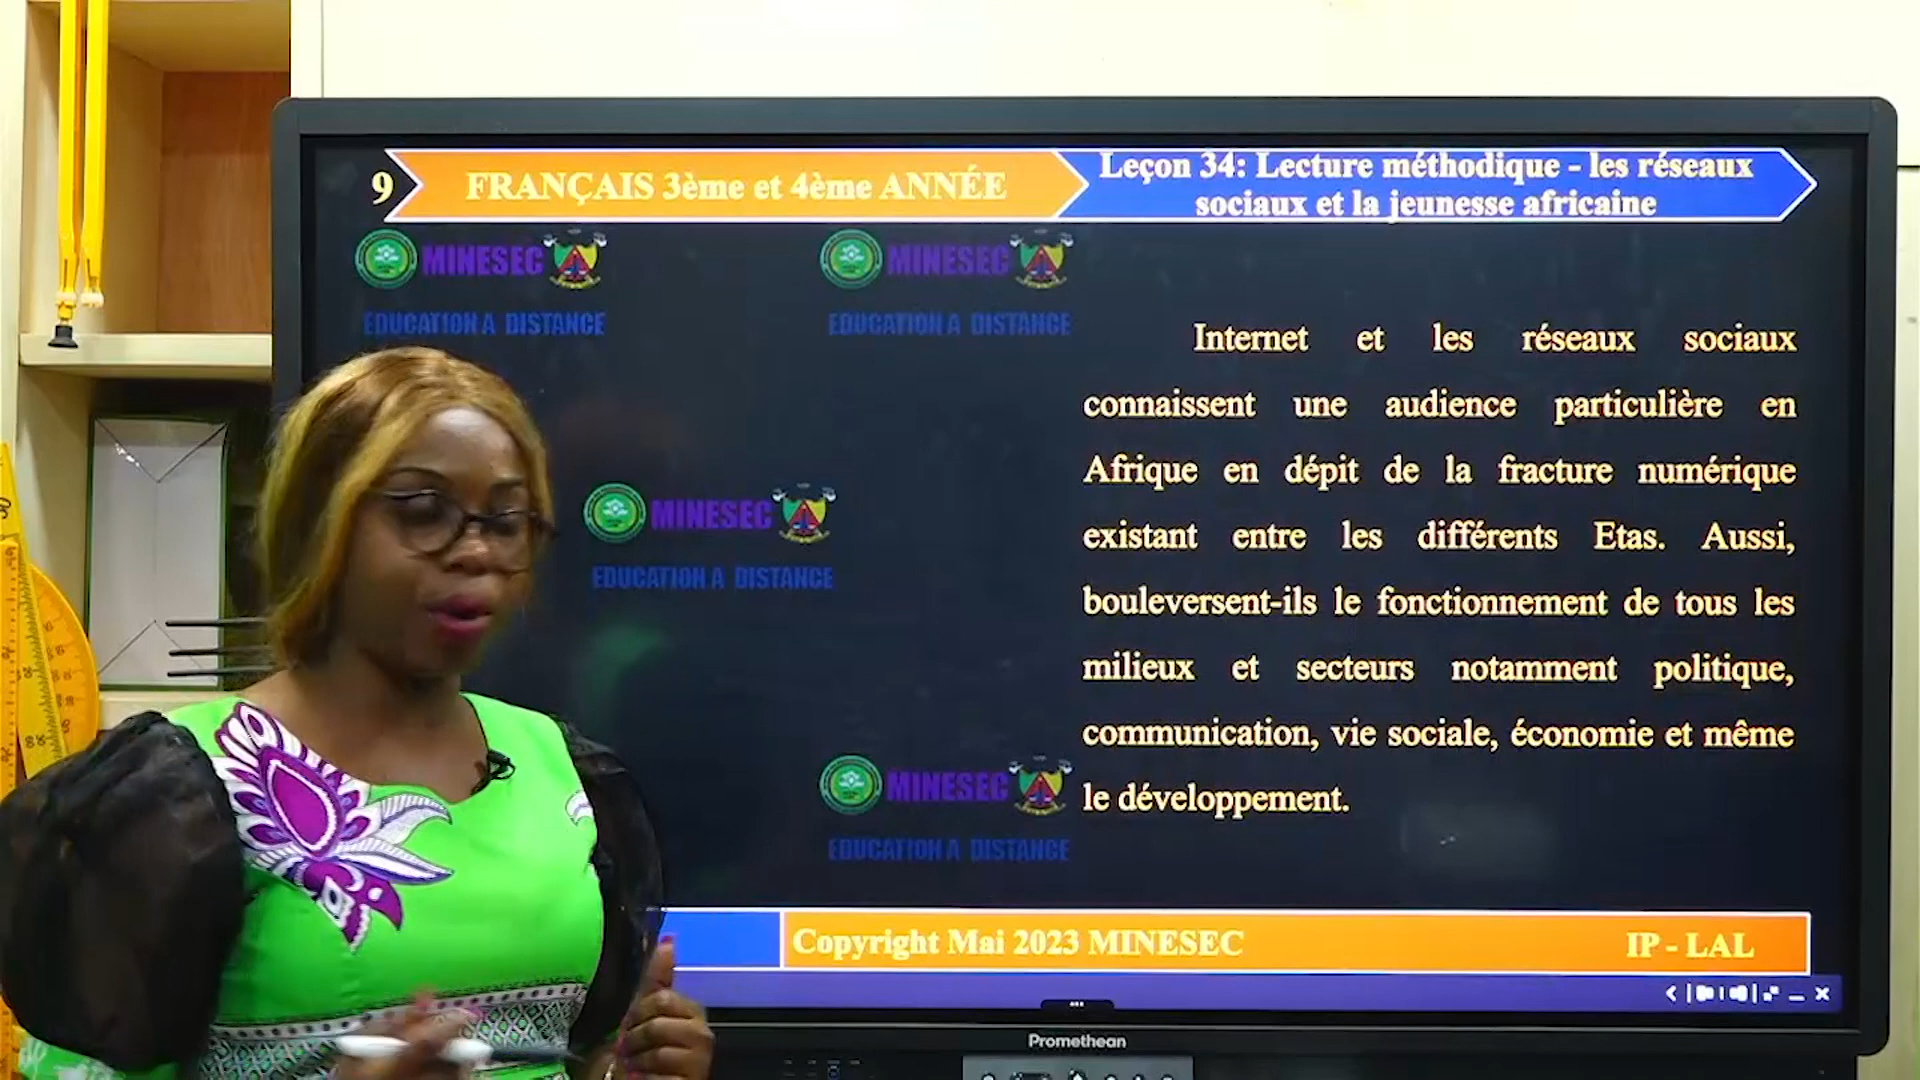 9
FRANÇAIS 3ème et 4ème ANNÉE
Leçon 34: Lecture méthodique - les réseaux
sociaux et la jeunesse africaine
MINESEC
EDUCATION A DISTANCE
MINESEC
EDUCATION A DISTANCE
Internet et les réseaux sociaux
connaissent une audience particulière en
Afrique en dépit de la fracture numérique
existant entre les différents Etas. Aussi,
bouleversent-ils le fonctionnement de tous les
milieux et secteurs notamment politique,
communication, vie sociale, économie et même
le développement.
MINESEC
EDUCATION A DISTANCE
MINESEC
EDUCATION A DISTANCE
Copyright Mai 2023 MINESEC
IP - LAL
Promethean